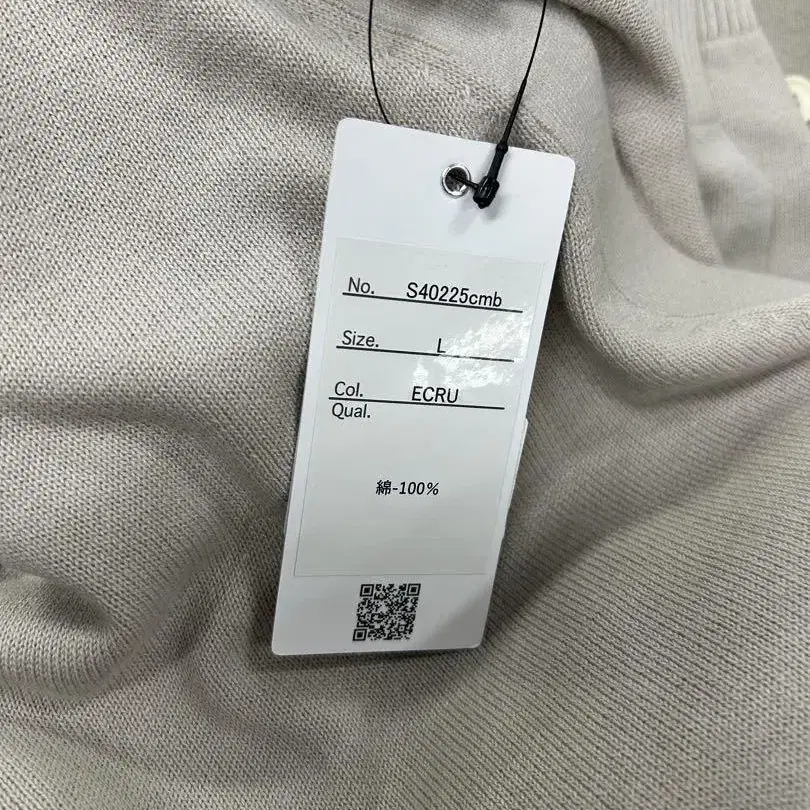 No. S40225cmb
Size. L
Col. ECRU
Qual.
綿-100%